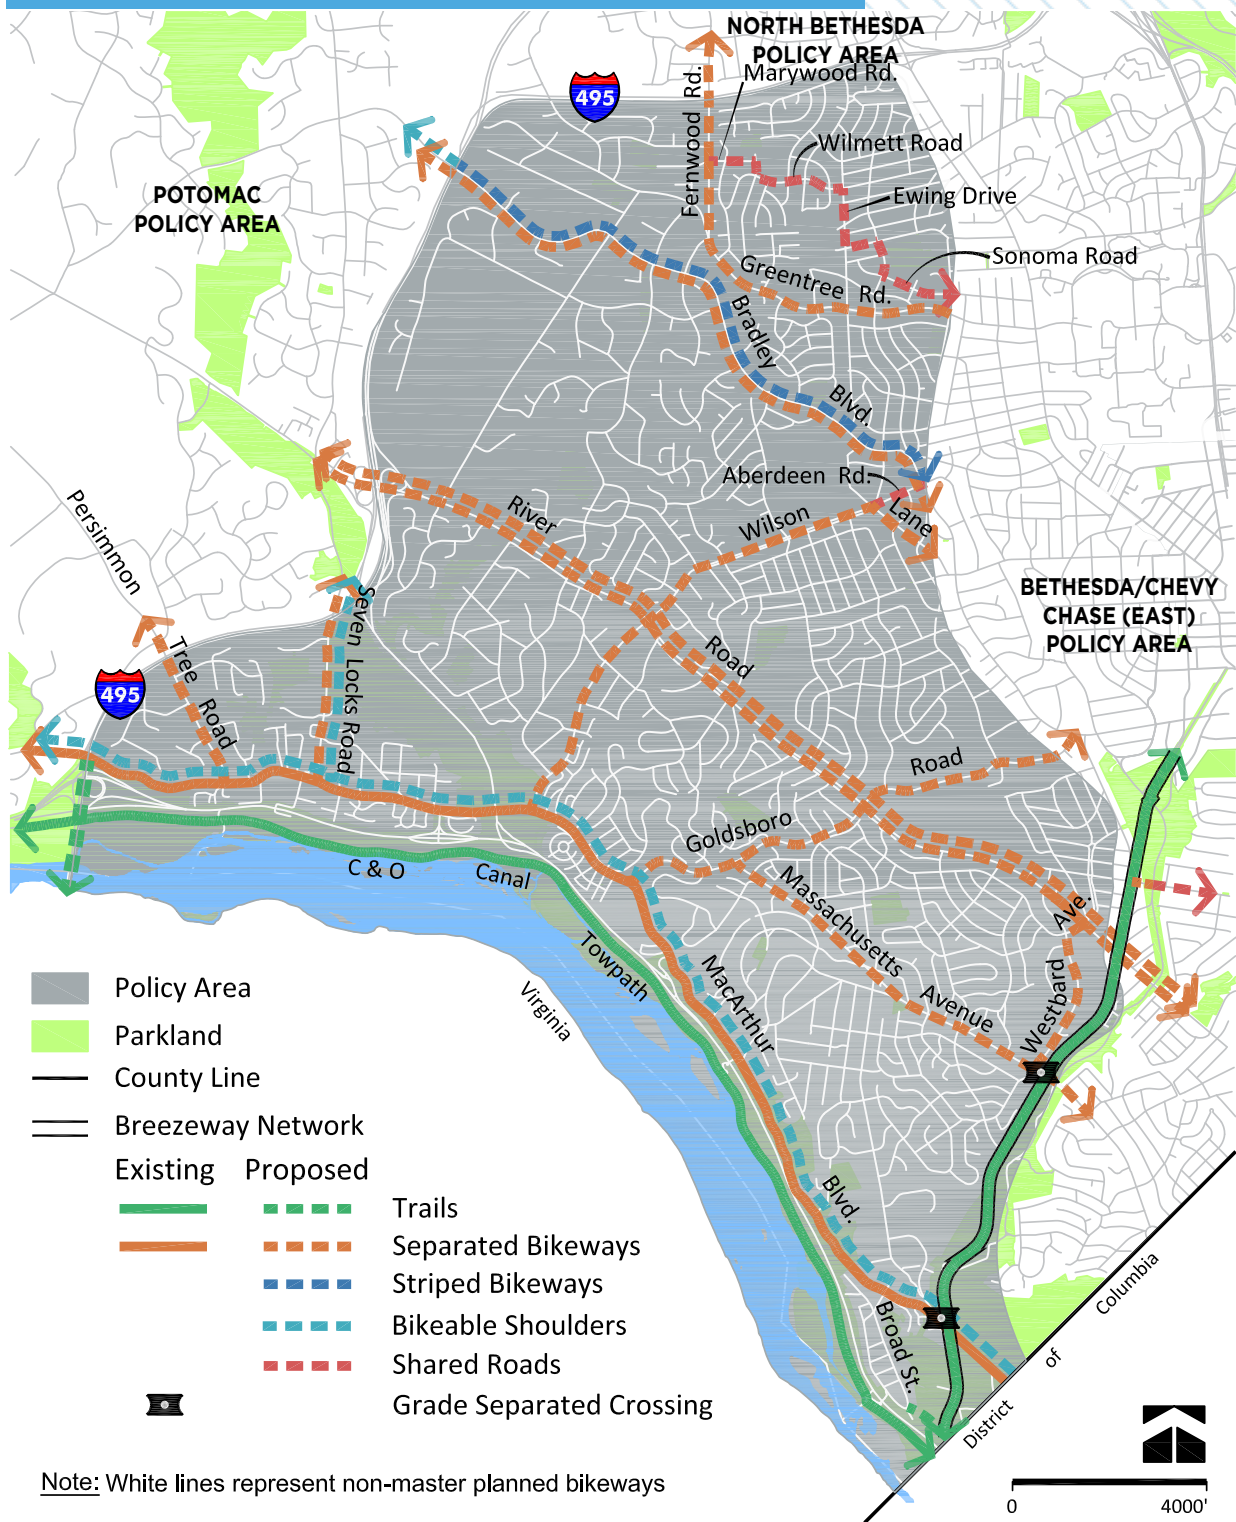 NORTH BETHESDA
POLICY AREA
Marywood Rd.
495
Fernwood Rd.
Wilmett Road
POTOMAC
POLICY AREA
Ewing Drive
Sonoma Road
Greentree Rd.
Bradley
Blvd.
Aberdeen Rd.
Lane
Wilson
River
Persimmon
BETHESDA/CHEVY
CHASE (EAST)
POLICY AREA
Seven Locks Road
Tree
Road
Road
495
Road
Goldsboro
C & O
Canal
Massachusetts
Ave.
Towpath
MacArthur
Avenue
Westbard
Virginia
Policy Area
Parkland
County Line
Breezeway Network
Existing Proposed
Trails
Separated Bikeways
Striped Bikeways
Bikeable Shoulders
Shared Roads
Grade Separated Crossing
Blvd.
Broad St.
District
of
Columbia
Note: White lines represent non-master planned bikeways
0 4000'